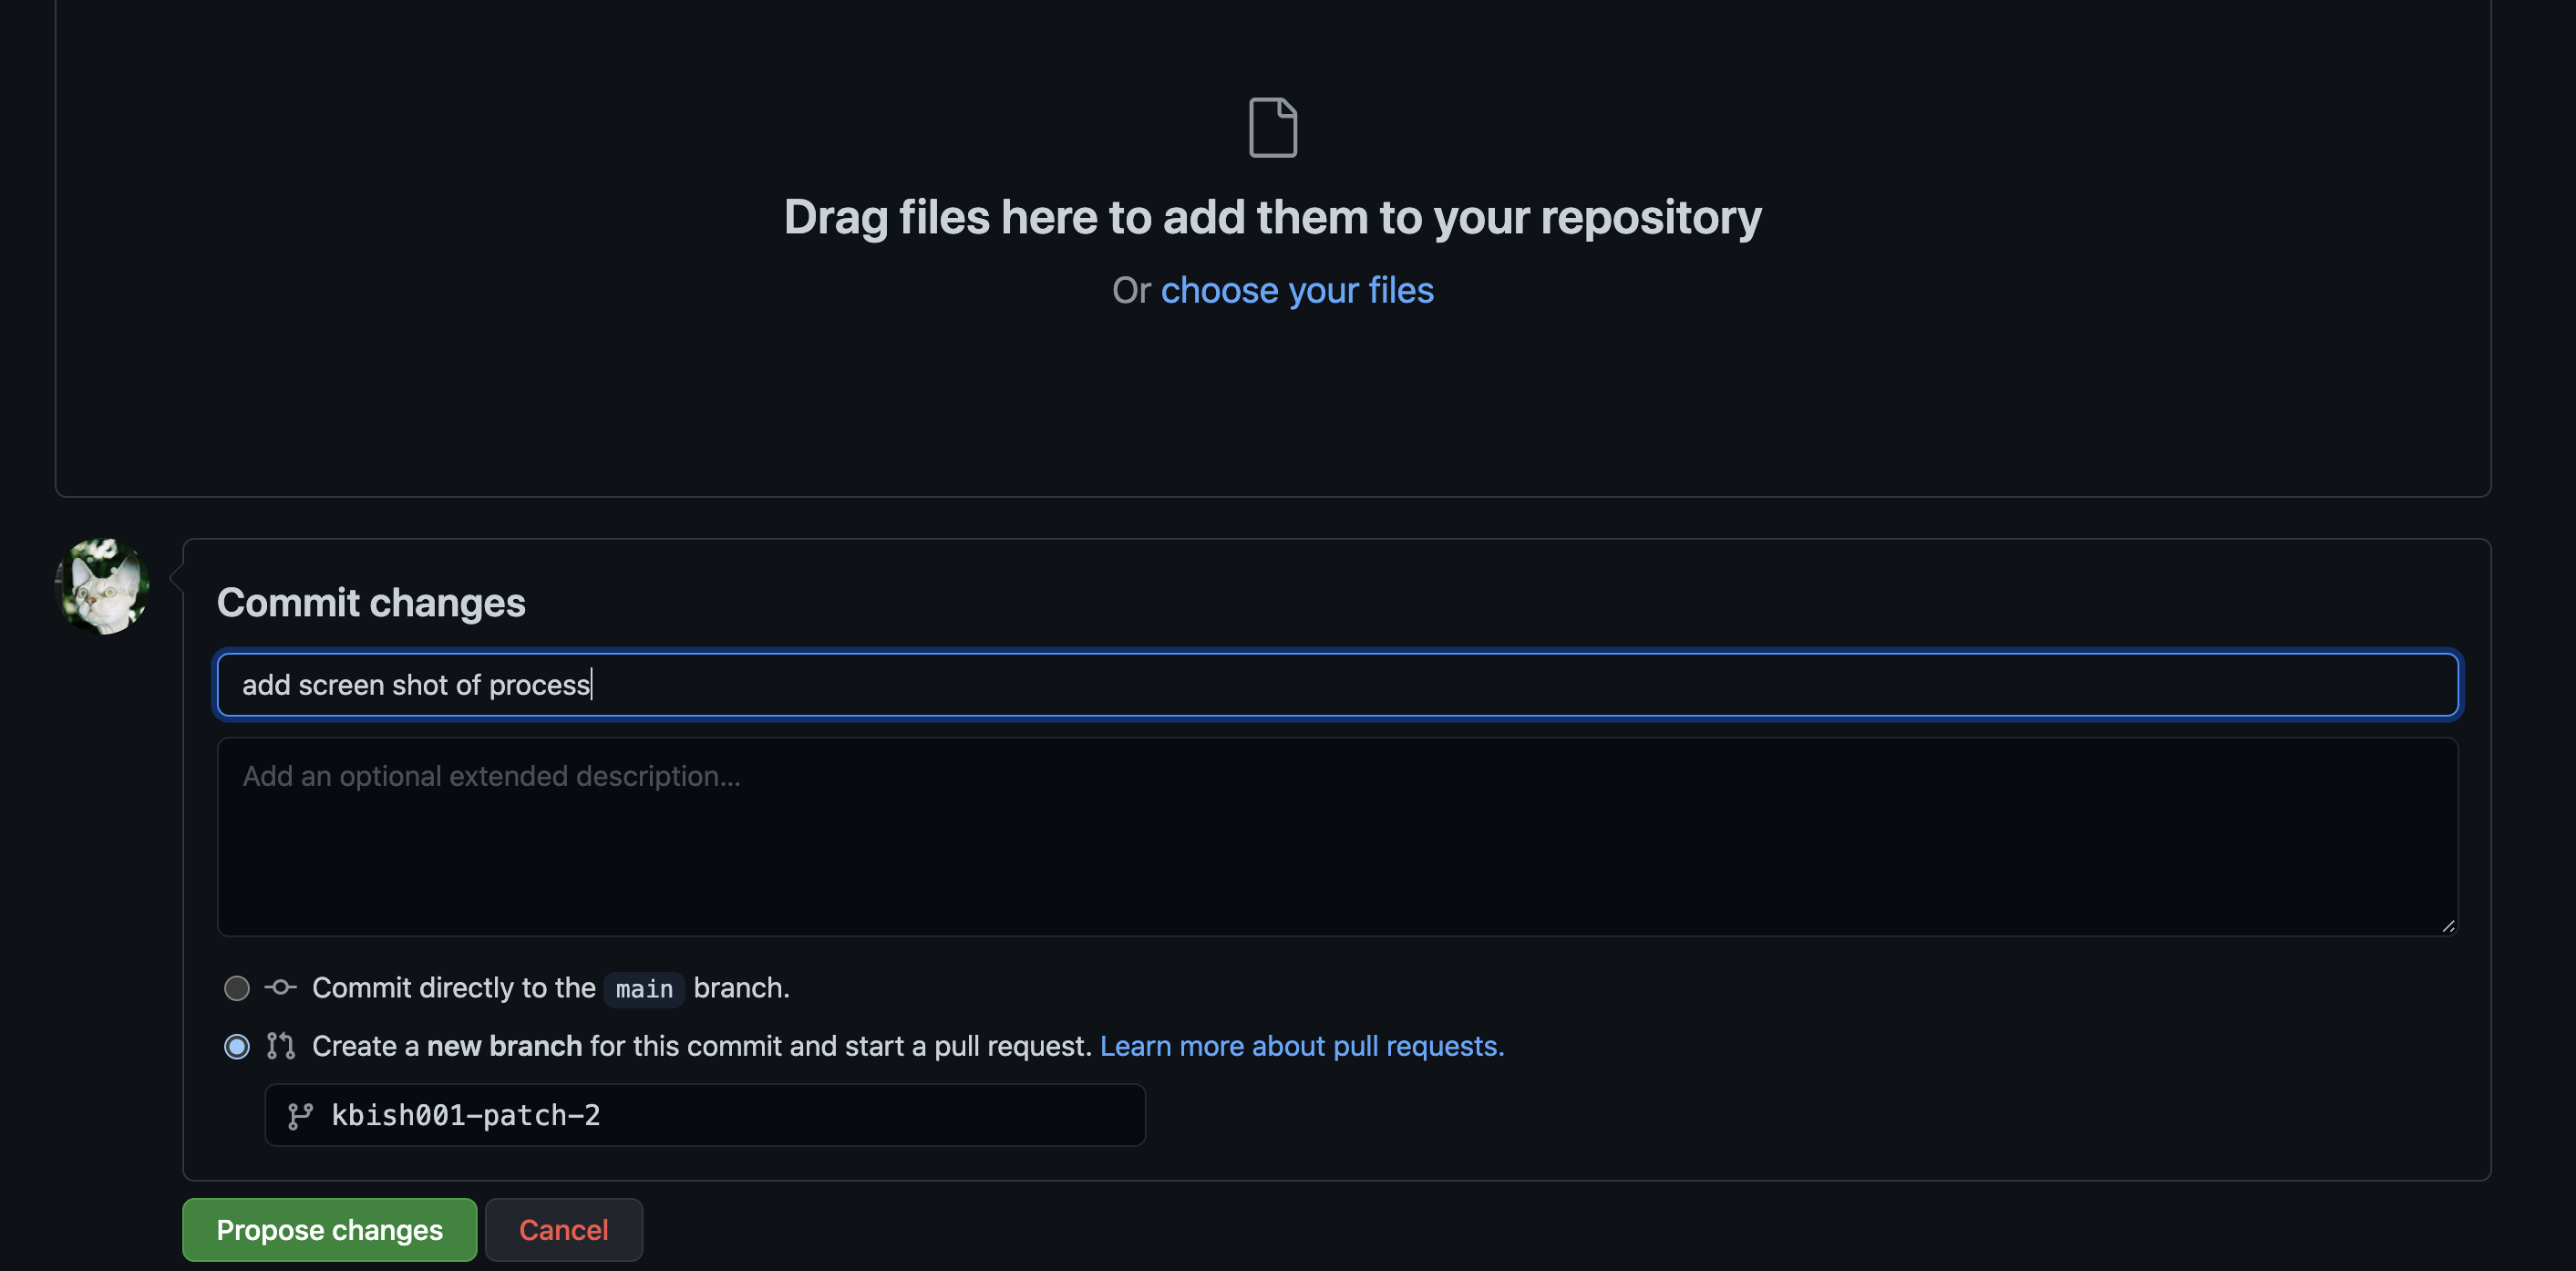 Drag files here to add them to your repository
Or choose your files
Commit changes
add screen shot of process
Add an optional extended description...
Commit directly to the main branch.
Create a new branch for this commit and start a pull request. Learn more about pull requests.
kbish001-patch-2
Propose changes
Cancel